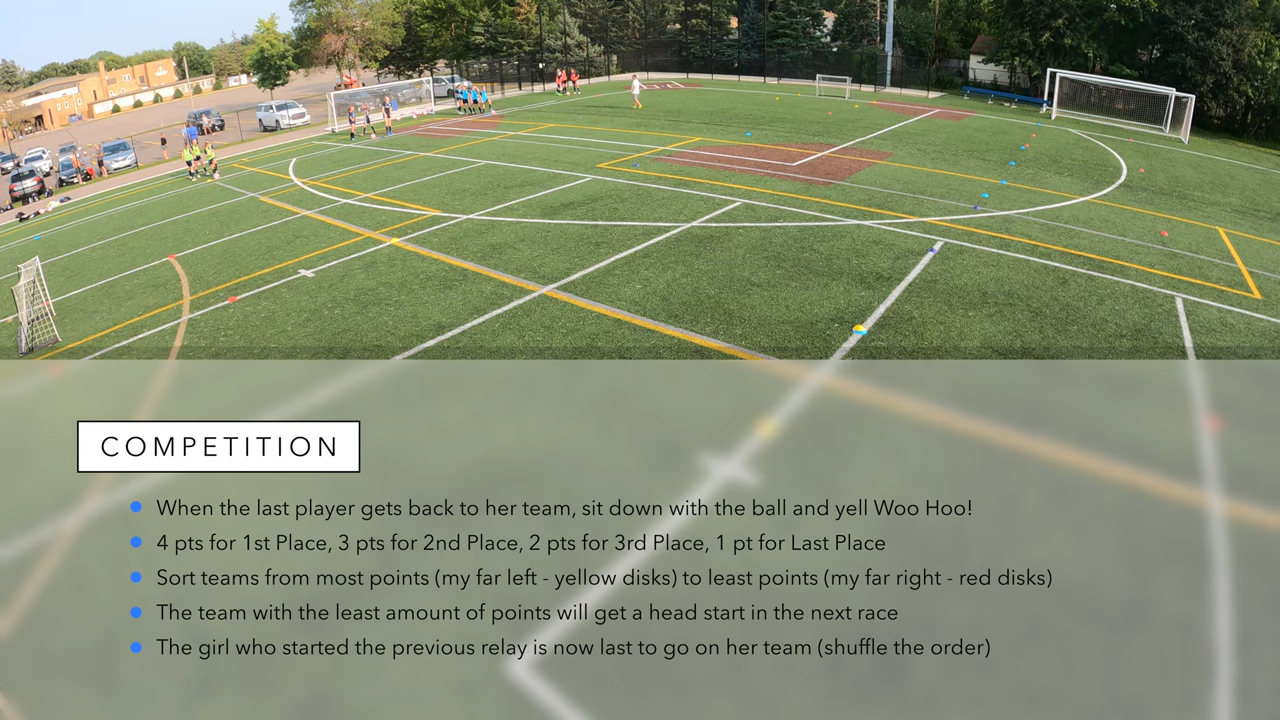 COMPETITION
When the last player gets back to her team, sit down with the ball and yell Woo Hoo!
4 pts for 1st Place, 3 pts for 2nd Place, 2 pts for 3rd Place, 1 pt for Last Place
Sort teams from most points (my far left - yellow disks) to least points (my far right - red disks)
The team with the least amount of points will get a head start in the next race
The girl who started the previous relay is now last to go on her team (shuffle the order)